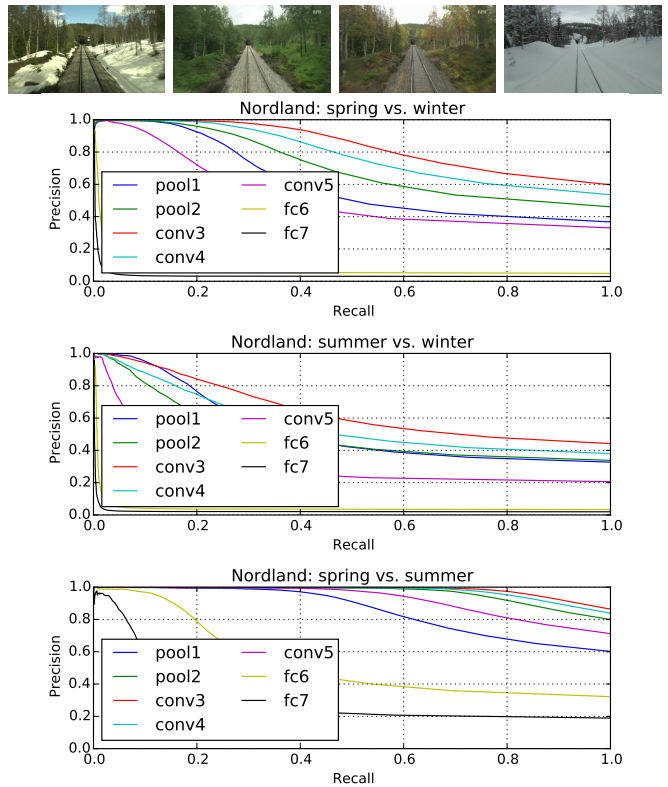 Nordland: spring vs. winter
Precision
1.0
0.8
0.6
0.4
0.2
0.0
pool1 conv5
pool2 fc6
conv3 fc7
conv4
0.0 0.2 0.4 0.6 0.8 1.0
Recall
Nordland: summer vs. winter
Precision
1.0
0.8
0.6
0.4
0.2
0.0
pool1 conv5
pool2 fc6
conv3 fc7
conv4
0.0 0.2 0.4 0.6 0.8 1.0
Recall
Nordland: spring vs. summer
Precision
1.0
0.8
0.6
0.4
0.2
0.0
pool1 conv5
pool2 fc6
conv3 fc7
conv4
0.0 0.2 0.4 0.6 0.8 1.0
Recall